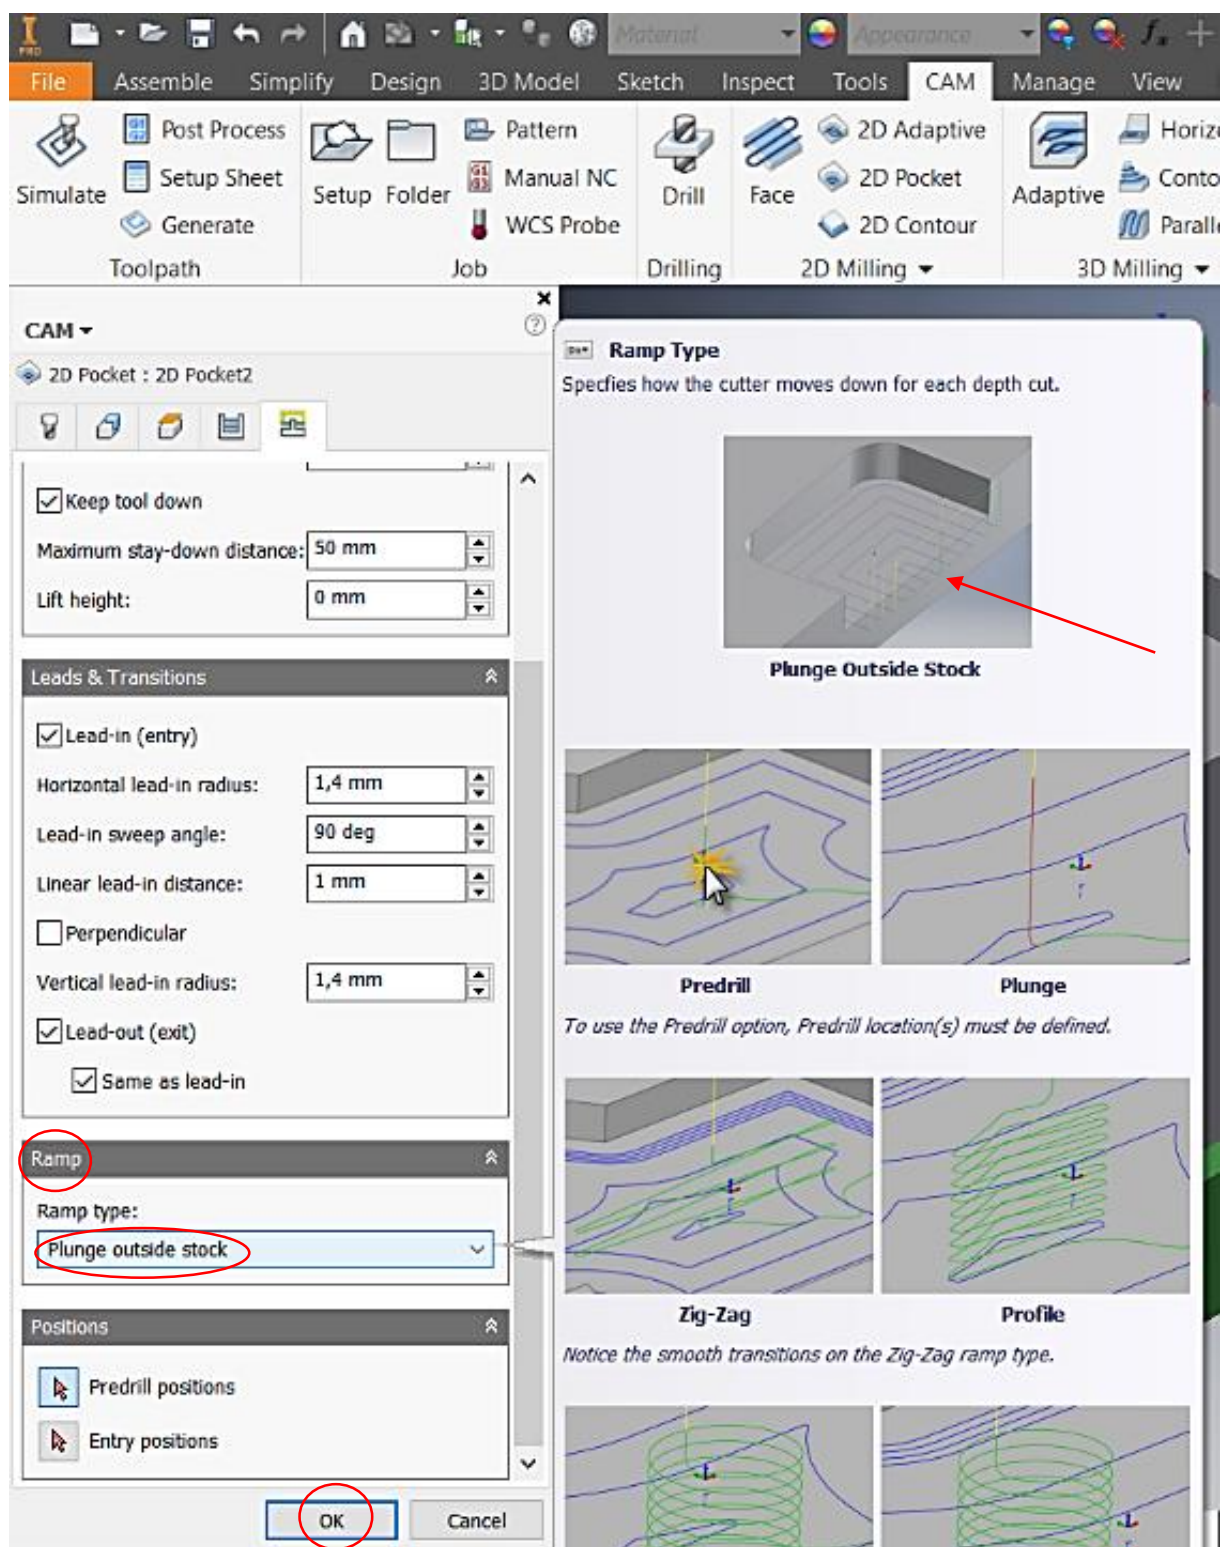 PRO
Material
Appearance
File Assemble Simplify Design 3D Model Sketch Inspect Tools CAM Manage View
Simulate
Post Process
Setup Sheet
Generate
Toolpath
Setup
Folder
Pattern
Manual NC
WCS Probe
Job
Drill
Drilling
Face
2D Adaptive
2D Pocket
2D Contour
2D Milling
Adaptive
Horiz
Conto
Paralle
3D Milling
CAM
2D Pocket : 2D Pocket2
Keep tool down
Maximum stay-down distance: 50 mm
Lift height: 0 mm
Leads & Transitions
Lead-in (entry)
Horizontal lead-in radius: 1,4 mm
Lead-in sweep angle: 90 deg
Linear lead-in distance: 1 mm
Perpendicular
Vertical lead-in radius: 1,4 mm
Lead-out (exit)
Same as lead-in
Ramp
Ramp type:
Plunge outside stock
Positions
Predrill positions
Entry positions
OK Cancel
Ramp Type
Specfies how the cutter moves down for each depth cut.
Plunge Outside Stock
Predrill Plunge
To use the Predrill option, Predrill location(s) must be defined.
Zig-Zag Profile
Notice the smooth transitions on the Zig-Zag ramp type.